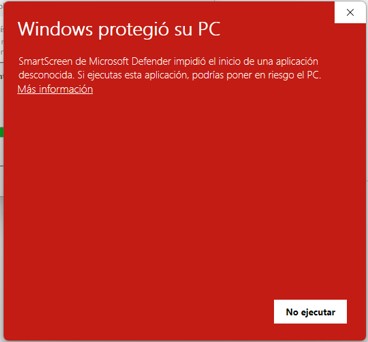 Windows protegió su PC
SmartScreen de Microsoft Defender impidió el inicio de una aplicación
desconocida. Si ejecutas esta aplicación, podrías poner en riesgo el PC.
Más información
No ejecutar